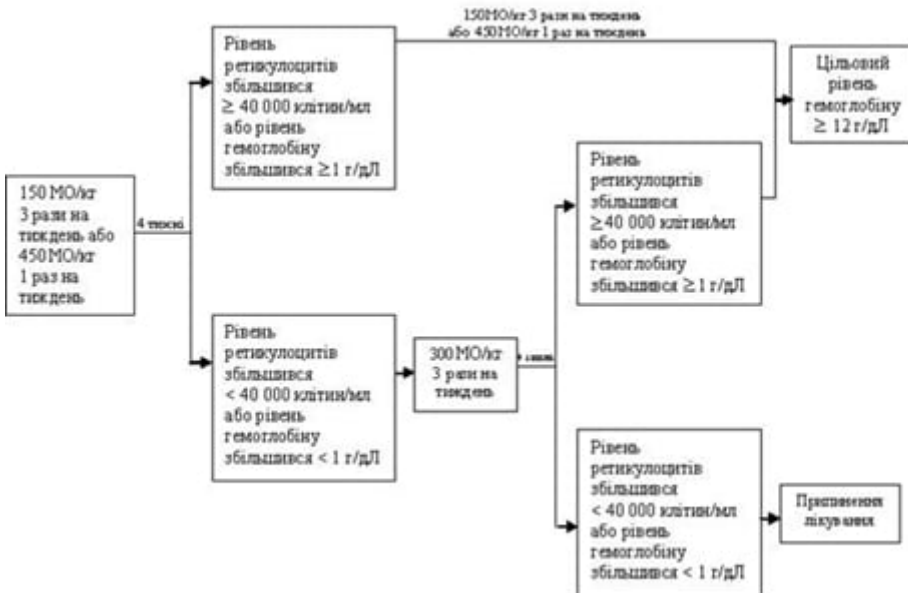 150 МО/кг
3 рази на
тиждень або
450 МО/кг
1 раз на
тиждень
4 тижні
Рівень
ретикулоцитів
збільшився
≥ 40 000 клітин/мл
або рівень
гемоглобіну
збільшився ≥1 г/дЛ
150МО/кг 3 рази на тиждень
або 450МО/кг 1 раз на тиждень
Цільовий
рівень
гемоглобіну
≥ 12 г/дЛ
Рівень
ретикулоцитів
збільшився
< 40 000 клітин/мл
або рівень
гемоглобіну
збільшився < 1 г/дЛ
300 МО/кг
3 рази на
тиждень
Рівень
ретикулоцитів
збільшився
≥40 000 клітин/мл
або рівень
гемоглобіну
збільшився ≥ 1 г/дЛ
Рівень
ретикулоцитів
збільшився
< 40 000 клітин/мл
або рівень
гемоглобіну
збільшився < 1 г/дЛ
Припинення
лікування